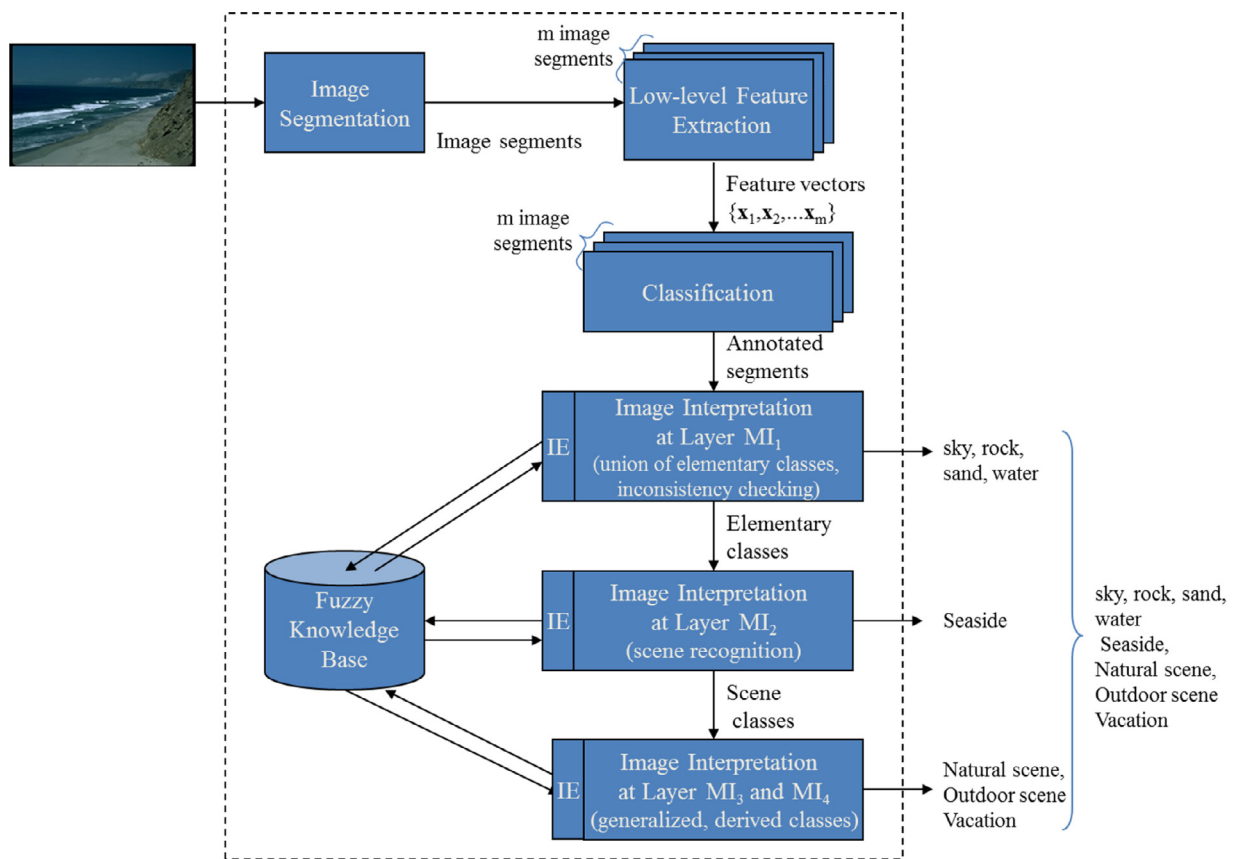 m image
segments
Image
Segmentation
Image segments
Low-level Feature
Extraction
Feature vectors
{x₁,x₂,...xₘ}
m image
segments
Classification
Annotated
segments
IE
Image Interpretation
at Layer MI₁
(union of elementary classes,
inconsistency checking)
sky, rock,
sand, water
Elementary
classes
Fuzzy
Knowledge
Base
IE
Image Interpretation
at Layer MI₂
(scene recognition)
Seaside
Scene
classes
IE
Image Interpretation
at Layer MI₃ and MI₄
(generalized, derived classes)
Natural scene,
Outdoor scene
Vacation
sky, rock, sand,
water
Seaside,
Natural scene,
Outdoor scene
Vacation